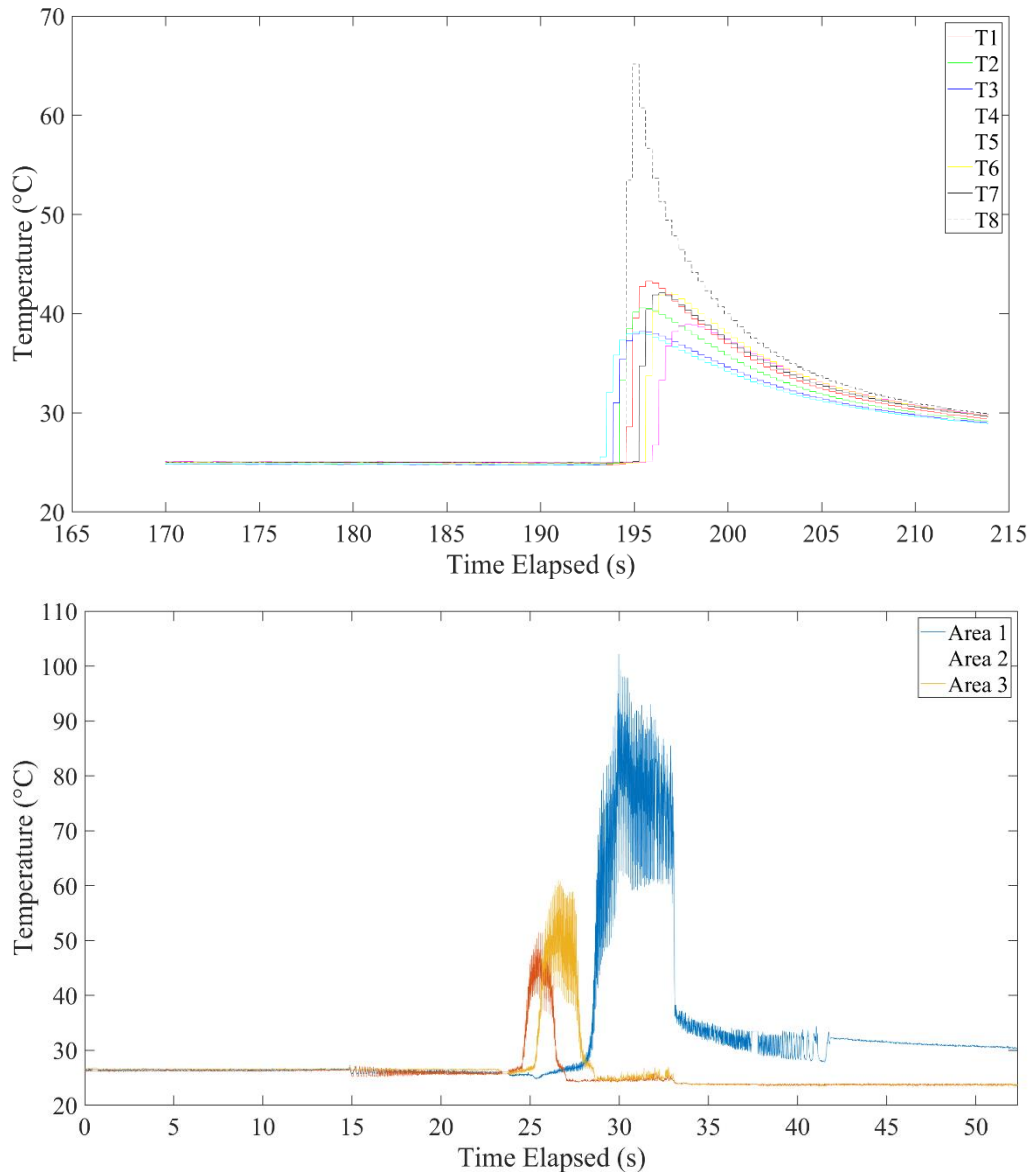 70
60
50
40
30
20
Temperature (°C)
165 170 175 180 185 190 195 200 205 210 215
Time Elapsed (s)
T1
T2
T3
T4
T5
T6
T7
T8
110
100
90
80
70
60
50
40
30
20
Temperature (°C)
0 5 10 15 20 25 30 35 40 45 50
Time Elapsed (s)
Area 1
Area 2
Area 3